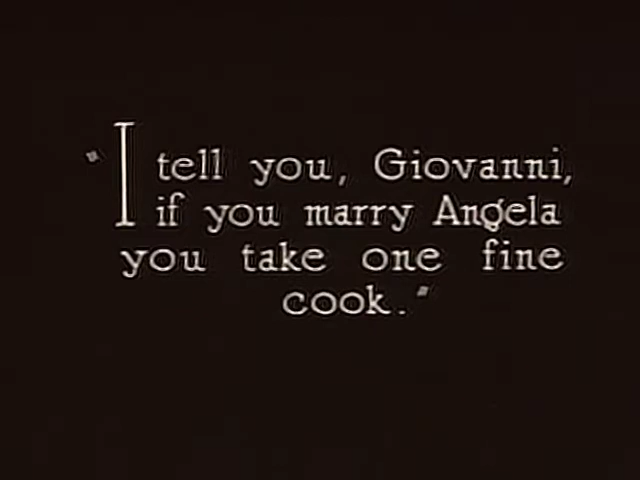 "I tell you, Giovanni,
if you marry Angela
you take one fine
cook."